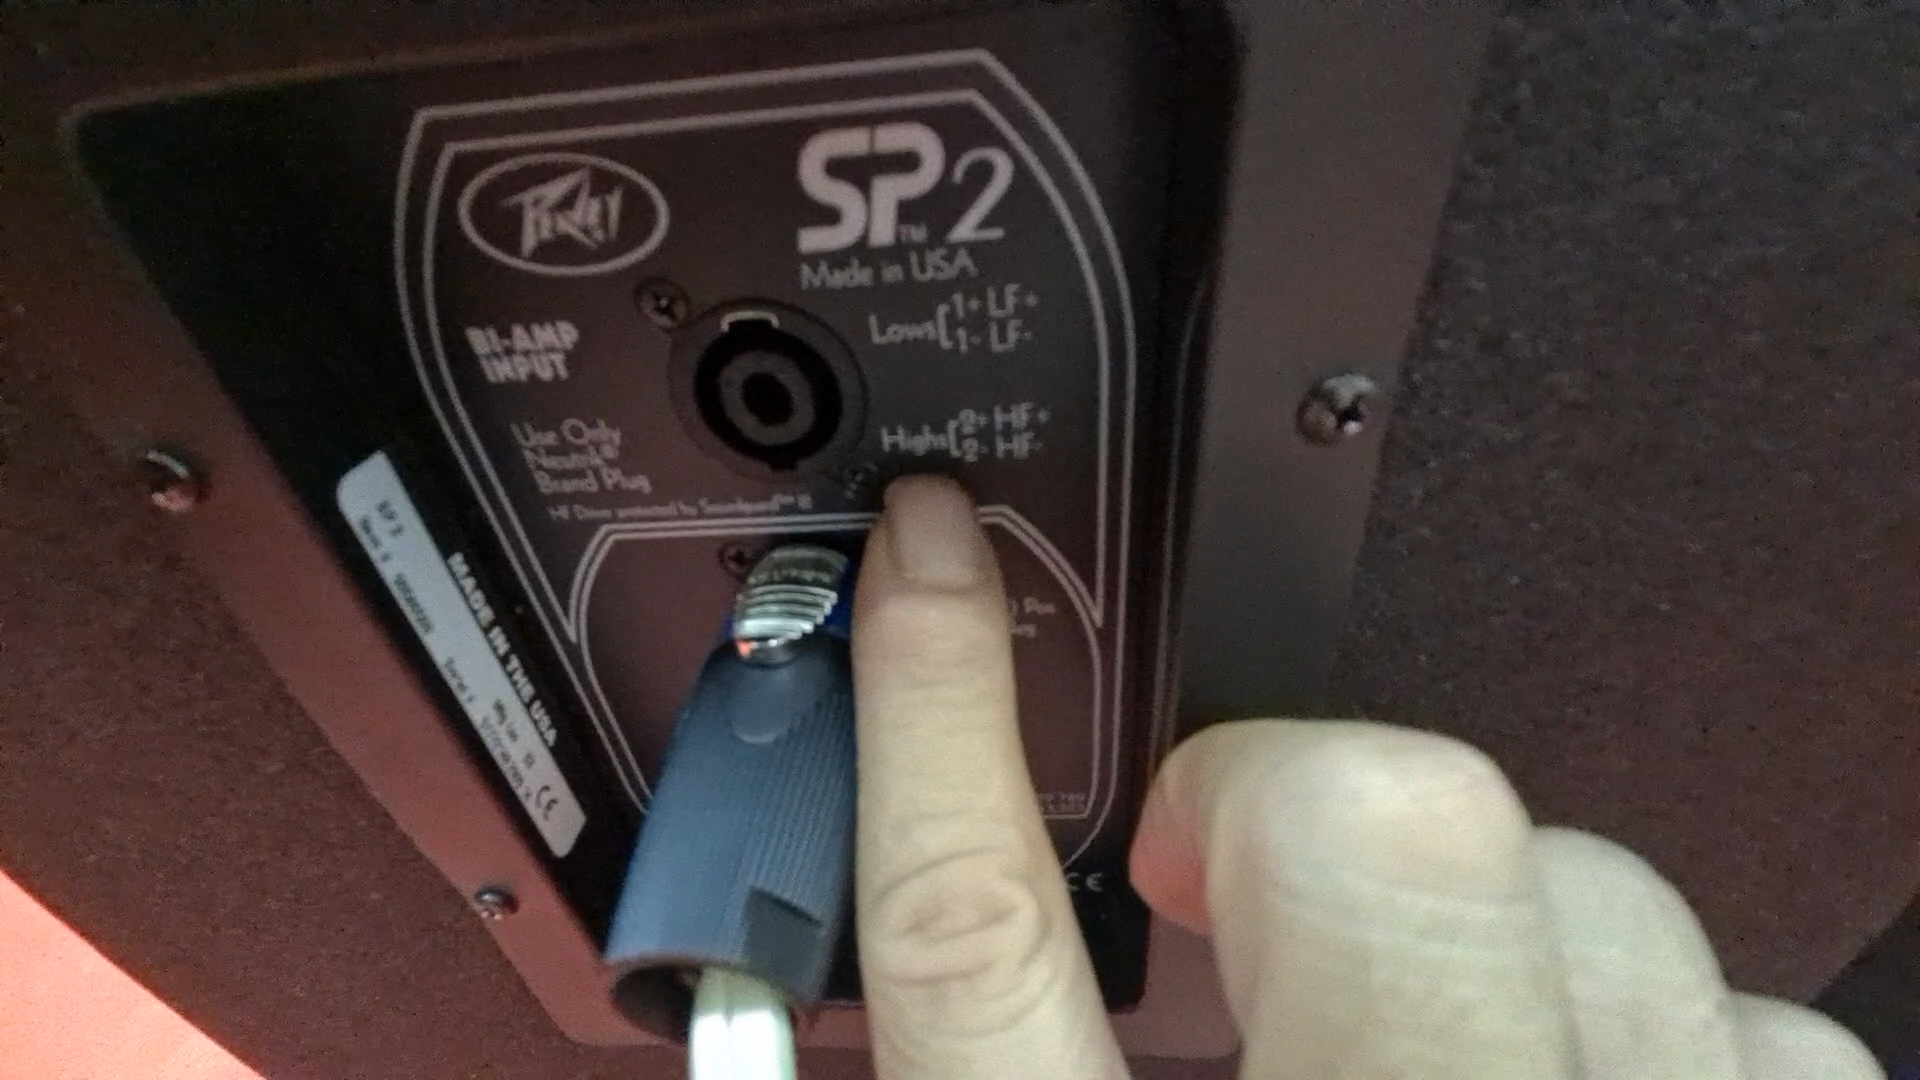 PEAVEY
SP™2
Made in USA
BI-AMP
INPUT
Lows[1+ LF+
1- LF-
Highs[2+ HF+
2- HF-
Use Only
Neutrik®
Brand Plug
HF Driver protected by Soundguard™ III
SP 2
MADE IN THE USA
CE
CE